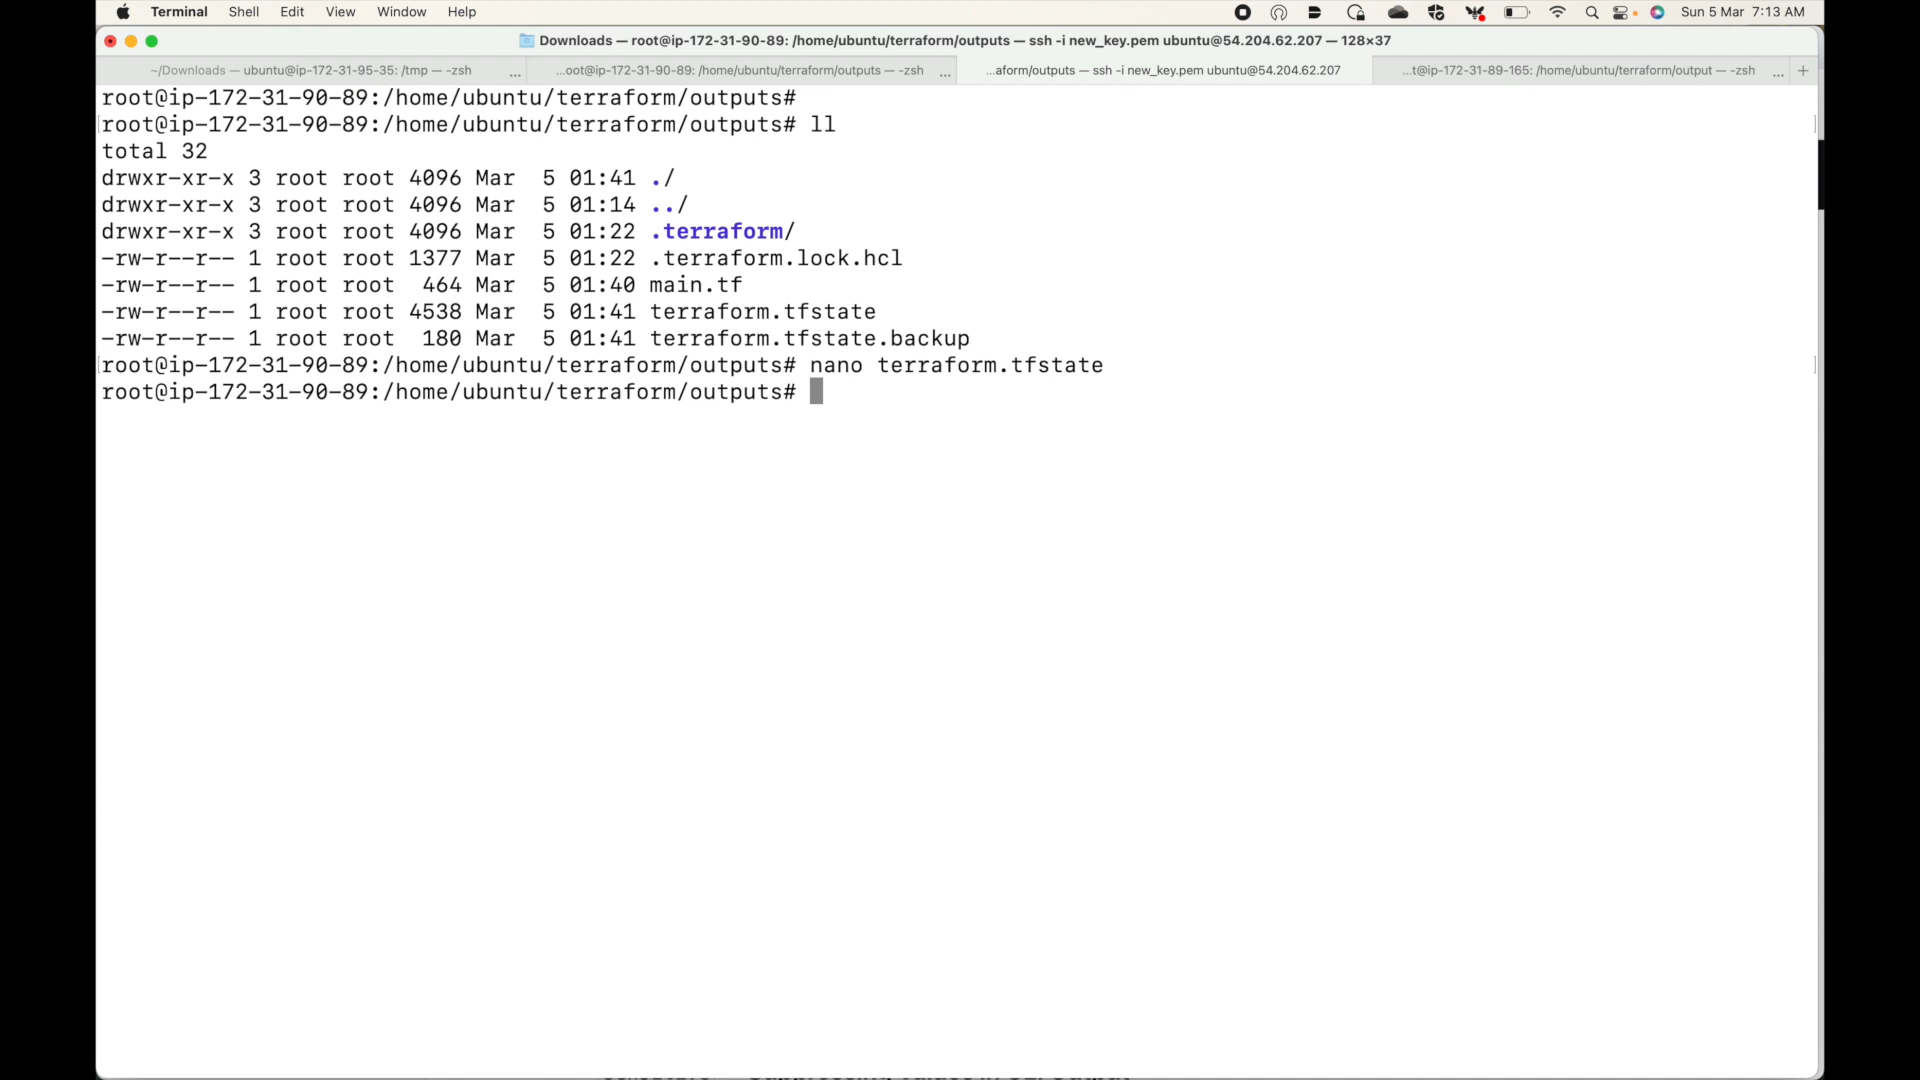 Terminal Shell Edit View Window Help Sun 5 Mar 7:13 AM
Downloads — root@ip-172-31-90-89: /home/ubuntu/terraform/outputs — ssh -i new_key.pem ubuntu@54.204.62.207 — 128×37
~/Downloads — ubuntu@ip-172-31-95-35: /tmp — -zsh ... ...oot@ip-172-31-90-89: /home/ubuntu/terraform/outputs — -zsh ... ...aform/outputs — ssh -i new_key.pem ubuntu@54.204.62.207 ...t@ip-172-31-89-165: /home/ubuntu/terraform/output — -zsh ... +
root@ip-172-31-90-89:/home/ubuntu/terraform/outputs#
[root@ip-172-31-90-89:/home/ubuntu/terraform/outputs# ll ]
total 32
drwxr-xr-x 3 root root 4096 Mar  5 01:41 ./
drwxr-xr-x 3 root root 4096 Mar  5 01:14 ../
drwxr-xr-x 3 root root 4096 Mar  5 01:22 .terraform/
-rw-r--r-- 1 root root 1377 Mar  5 01:22 .terraform.lock.hcl
-rw-r--r-- 1 root root  464 Mar  5 01:40 main.tf
-rw-r--r-- 1 root root 4538 Mar  5 01:41 terraform.tfstate
-rw-r--r-- 1 root root  180 Mar  5 01:41 terraform.tfstate.backup
[root@ip-172-31-90-89:/home/ubuntu/terraform/outputs# nano terraform.tfstate ]
root@ip-172-31-90-89:/home/ubuntu/terraform/outputs#